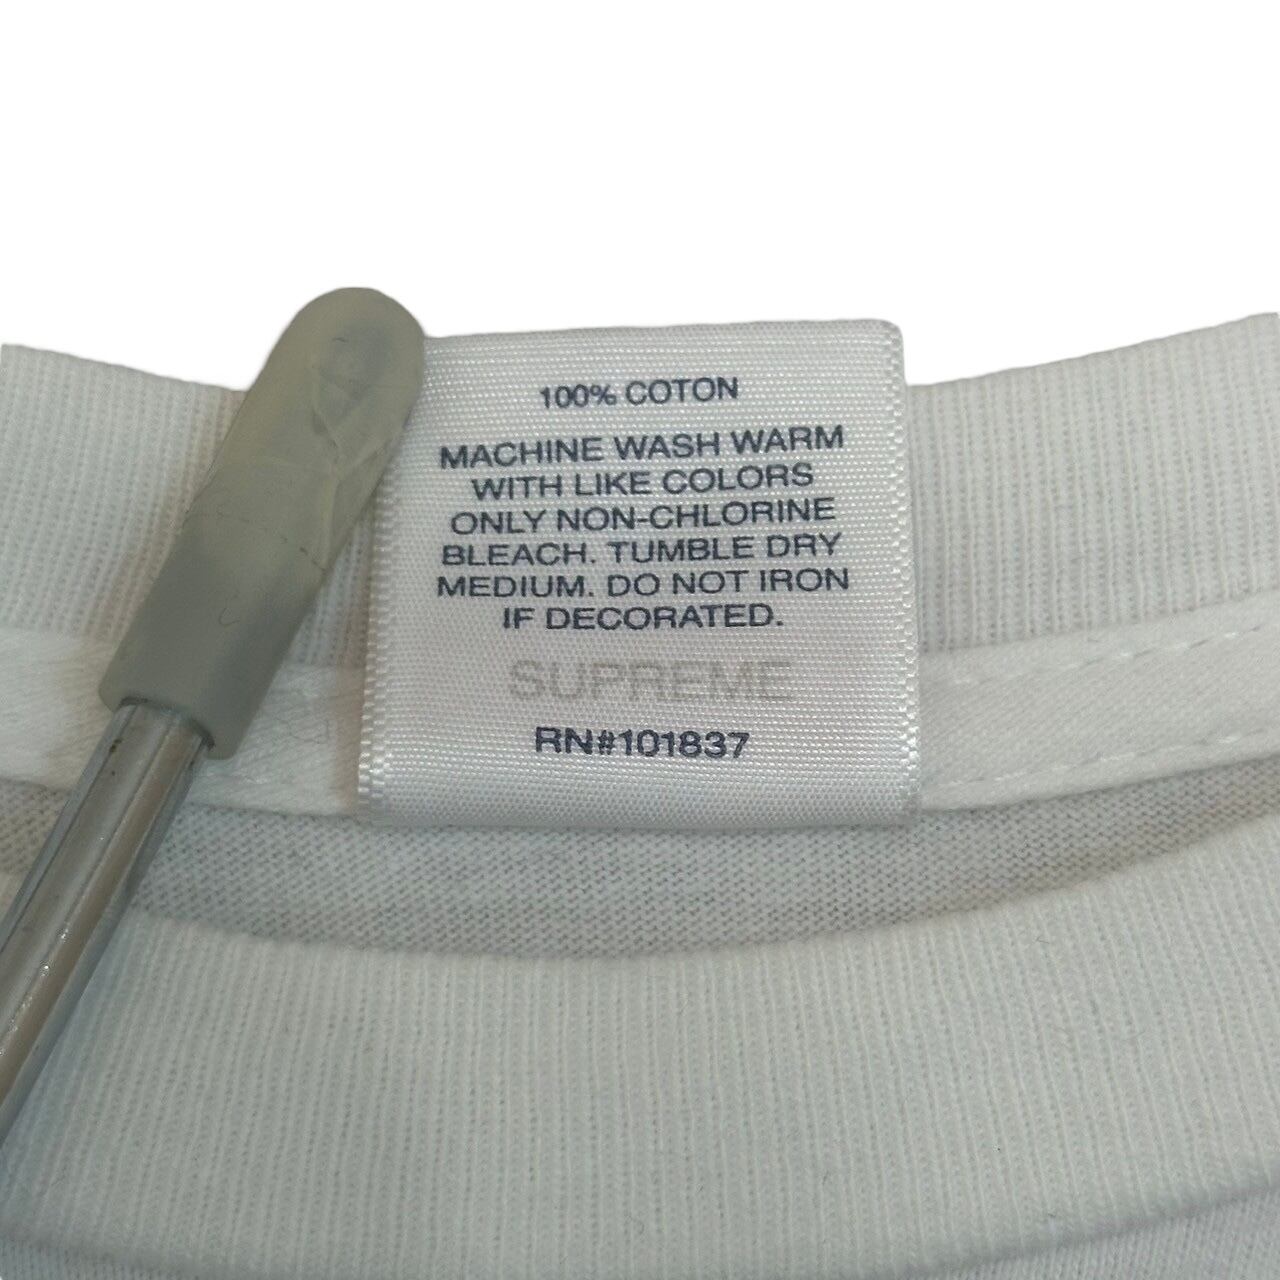 100% COTON
MACHINE WASH WARM
WITH LIKE COLORS
ONLY NON-CHLORINE
BLEACH. TUMBLE DRY
MEDIUM. DO NOT IRON
IF DECORATED.
SUPREME
RN#101837